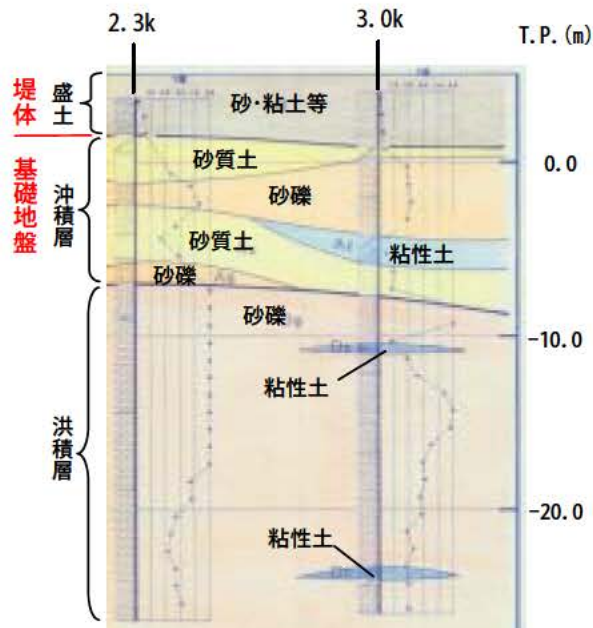 2.3k
3.0k
T.P.(m)
堤体
盛土
砂・粘土等
基礎地盤
沖積層
砂質土
0.0
砂礫
砂質土
粘性土
砂礫
砂礫
-10.0
粘性土
洪積層
-20.0
粘性土